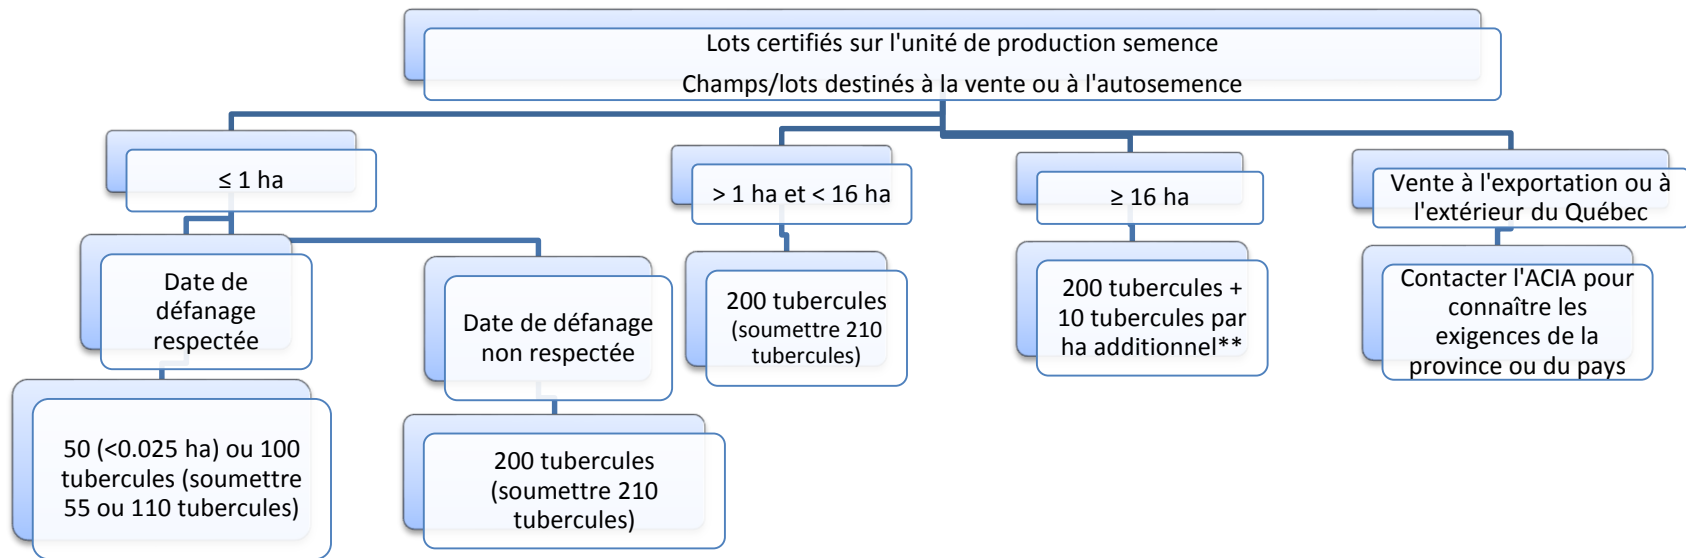 Lots certifiés sur l'unité de production semence
Champs/lots destinés à la vente ou à l'autosemence
≤ 1 ha
> 1 ha et < 16 ha
≥ 16 ha
Vente à l'exportation ou à
l'extérieur du Québec
Date de
défanage
respectée
Date de défanage
non respectée
200 tubercules
(soumettre 210
tubercules)
200 tubercules +
10 tubercules par
ha additionnel**
Contacter l'ACIA pour
connaître les
exigences de la
province ou du pays
50 (<0.025 ha) ou 100
tubercules (soumettre
55 ou 110 tubercules)
200 tubercules
(soumettre 210
tubercules)